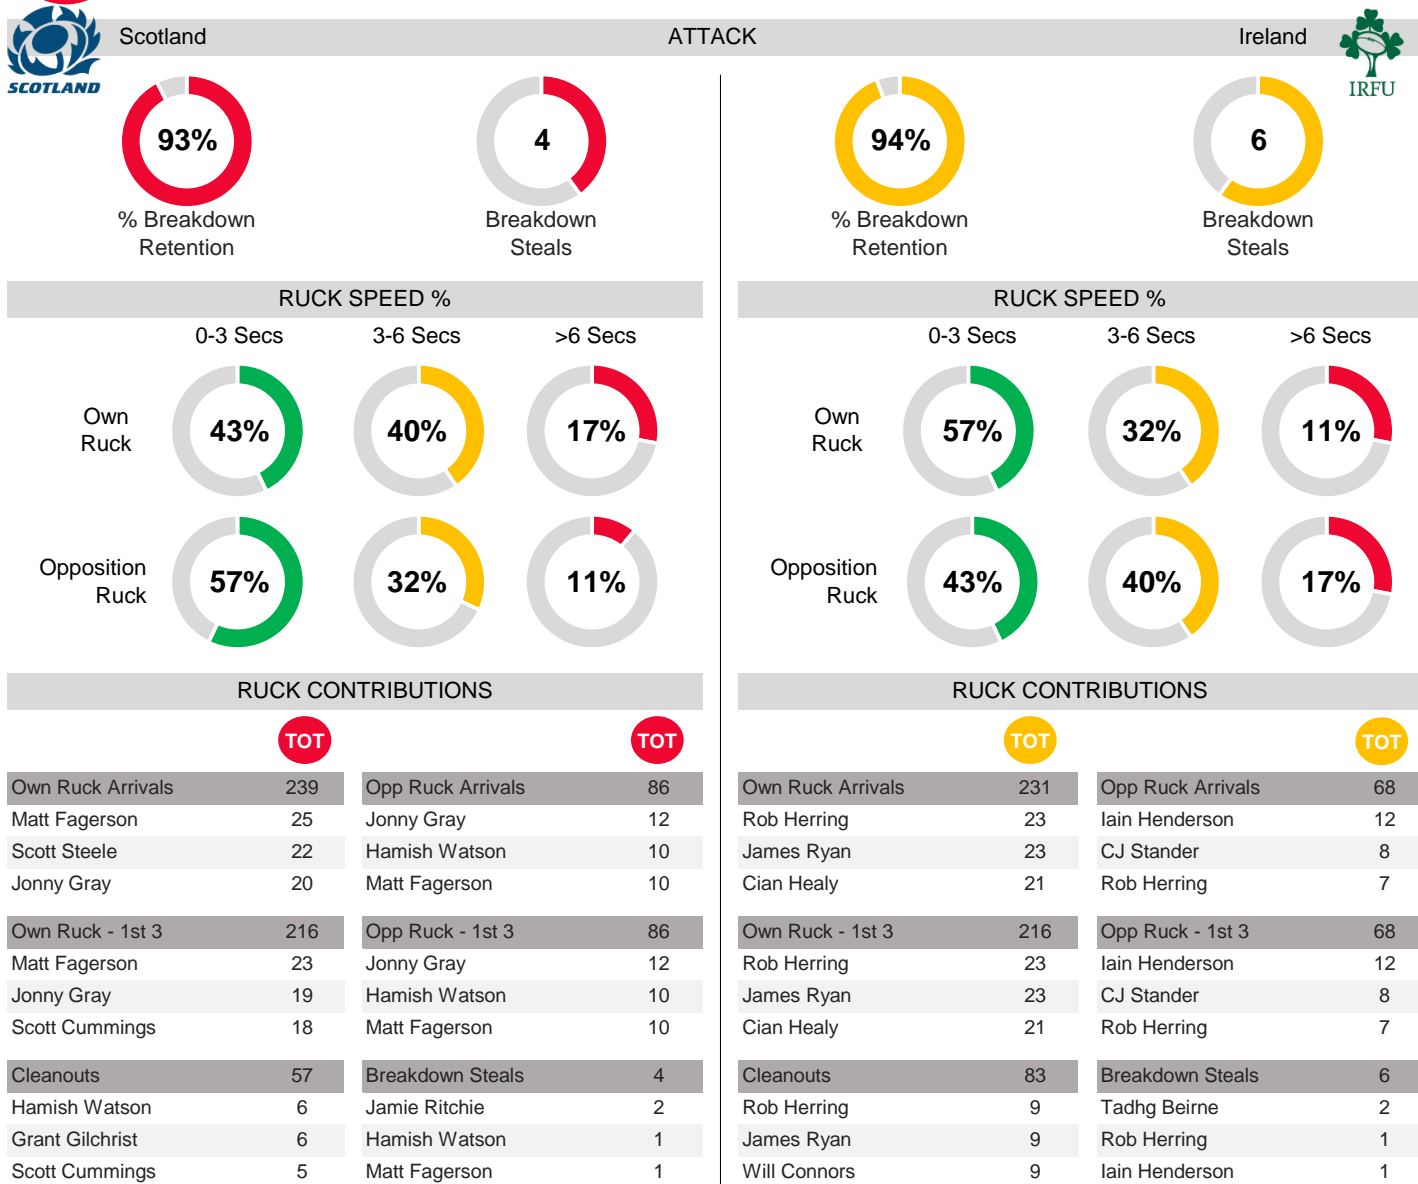 Scotland ATTACK Ireland
SCOTLAND
IRFU
93% 4 94% 6
% Breakdown Breakdown % Breakdown Breakdown
Retention Steals Retention Steals
RUCK SPEED % RUCK SPEED %
0-3 Secs 3-6 Secs >6 Secs 0-3 Secs 3-6 Secs >6 Secs
Own Own
43% 40% 17% 57% 32% 11%
Ruck Ruck
Opposition Opposition
57% 32% 11% 43% 40% 17%
Ruck Ruck
RUCK CONTRIBUTIONS RUCK CONTRIBUTIONS
TOT TOT TOT TOT
Own Ruck Arrivals 239 Opp Ruck Arrivals 86 Own Ruck Arrivals 231 Opp Ruck Arrivals 68
Matt Fagerson 25 Jonny Gray 12 Rob Herring 23 Iain Henderson 12
Scott Steele 22 Hamish Watson 10 James Ryan 23 CJ Stander 8
Jonny Gray 20 Matt Fagerson 10 Cian Healy 21 Rob Herring 7
Own Ruck - 1st 3 216 Opp Ruck - 1st 3 86 Own Ruck - 1st 3 216 Opp Ruck - 1st 3 68
Matt Fagerson 23 Jonny Gray 12 Rob Herring 23 Iain Henderson 12
Jonny Gray 19 Hamish Watson 10 James Ryan 23 CJ Stander 8
Scott Cummings 18 Matt Fagerson 10 Cian Healy 21 Rob Herring 7
Cleanouts 57 Breakdown Steals 4 Cleanouts 83 Breakdown Steals 6
Hamish Watson 6 Jamie Ritchie 2 Rob Herring 9 Tadhg Beirne 2
Grant Gilchrist 6 Hamish Watson 1 James Ryan 9 Rob Herring 1
Scott Cummings 5 Matt Fagerson 1 Will Connors 9 Iain Henderson 1